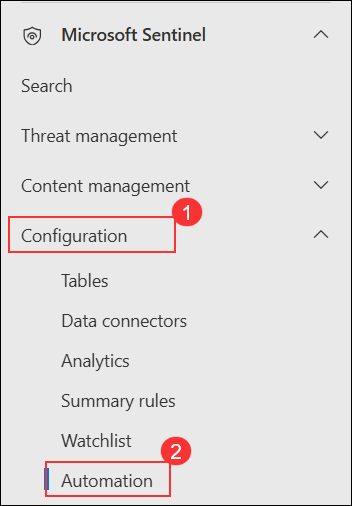 Microsoft Sentinel
Search
Threat management
Content management
1
Configuration
Tables
Data connectors
Analytics
Summary rules
Watchlist
2
Automation